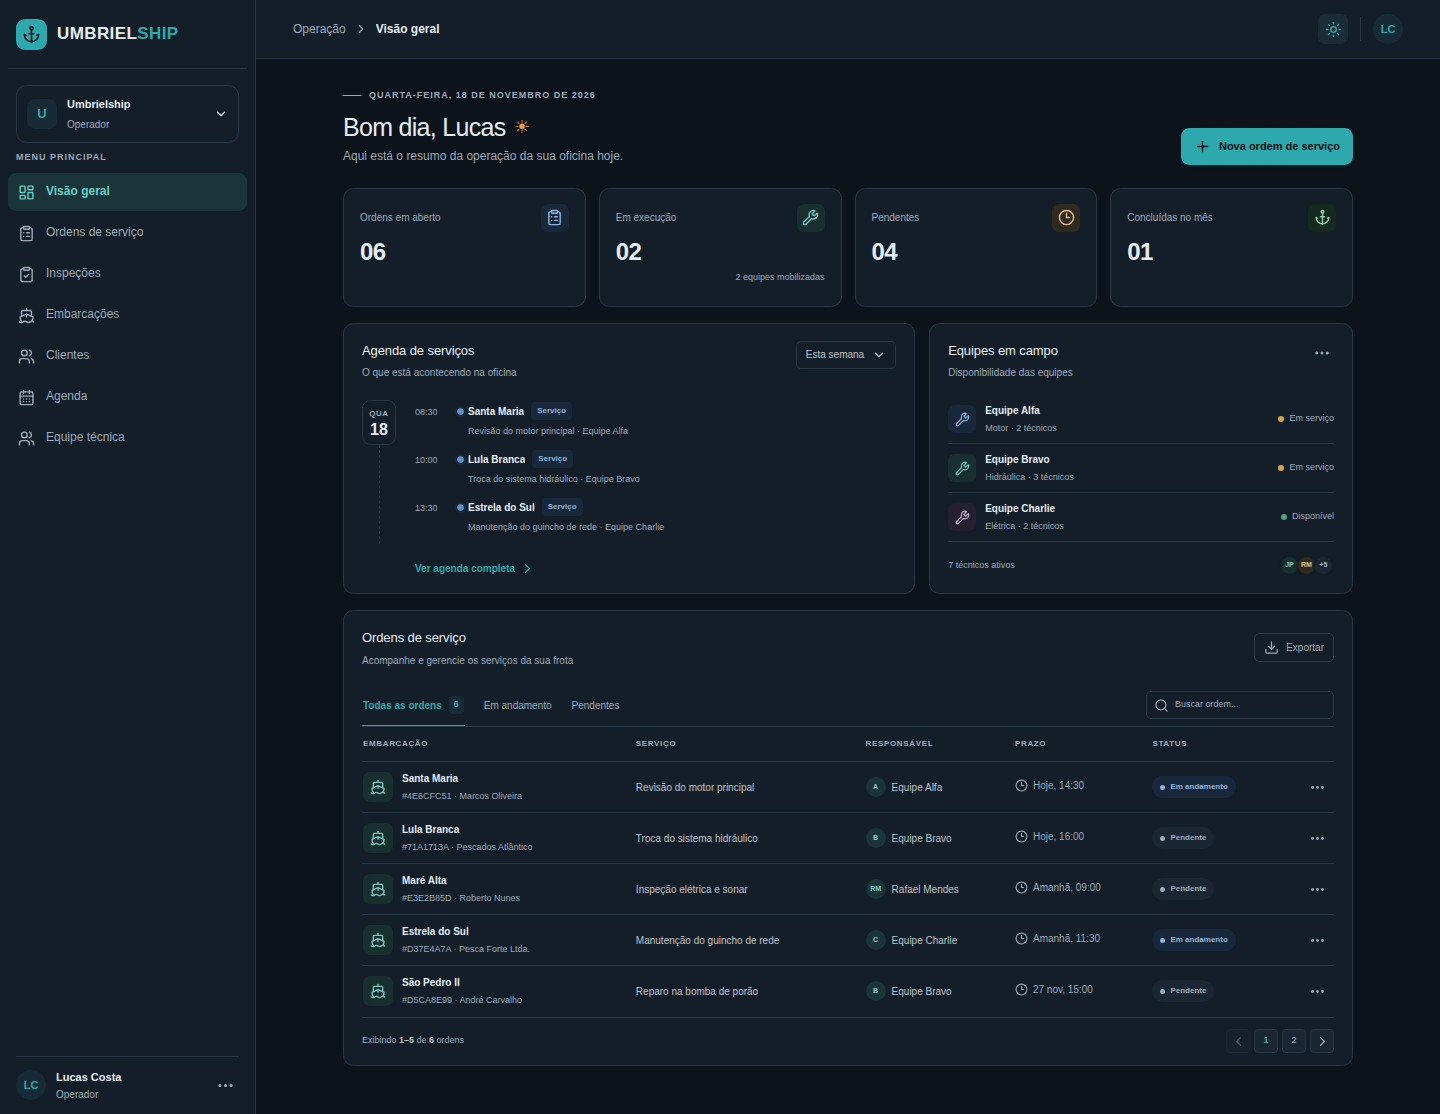 UMBRIELSHIP
U
Umbrielship
Operador
MENU PRINCIPAL
Visão geral
Ordens de serviço
Inspeções
Embarcações
Clientes
Agenda
Equipe técnica
LC
Lucas Costa
Operador
Operação
Visão geral
LC
QUARTA-FEIRA, 18 DE NOVEMBRO DE 2026
Bom dia, Lucas
Aqui está o resumo da operação da sua oficina hoje.
Nova ordem de serviço
Ordens em aberto
06
Em execução
02
2 equipes mobilizadas
Pendentes
04
Concluídas no mês
01
Agenda de serviços
O que está acontecendo na oficina
Esta semana
QUA
18
08:30
Santa Maria
Serviço
Revisão do motor principal · Equipe Alfa
10:00
Lula Branca
Serviço
Troca do sistema hidráulico · Equipe Bravo
13:30
Estrela do Sul
Serviço
Manutenção do guincho de rede · Equipe Charlie
Ver agenda completa
Equipes em campo
Disponibilidade das equipes
Equipe Alfa
Motor · 2 técnicos
Em serviço
Equipe Bravo
Hidráulica · 3 técnicos
Em serviço
Equipe Charlie
Elétrica · 2 técnicos
Disponível
7 técnicos ativos
JP
RM
+5
Ordens de serviço
Acompanhe e gerencie os serviços da sua frota
Exportar
Todas as ordens 6
Em andamento
Pendentes
Buscar ordem...
EMBARCAÇÃO SERVIÇO RESPONSÁVEL PRAZO STATUS
Santa Maria
#4E6CFC51 · Marcos Oliveira
Revisão do motor principal
A
Equipe Alfa
Hoje, 14:30
Em andamento
Lula Branca
#71A1713A · Pescados Atlântico
Troca do sistema hidráulico
B
Equipe Bravo
Hoje, 16:00
Pendente
Maré Alta
#E3E2B85D · Roberto Nunes
Inspeção elétrica e sonar
RM
Rafael Mendes
Amanhã, 09:00
Pendente
Estrela do Sul
#D37E4A7A · Pesca Forte Ltda.
Manutenção do guincho de rede
C
Equipe Charlie
Amanhã, 11:30
Em andamento
São Pedro II
#D5CA8E99 · André Carvalho
Reparo na bomba de porão
B
Equipe Bravo
27 nov, 15:00
Pendente
Exibindo 1–5 de 6 ordens
1
2